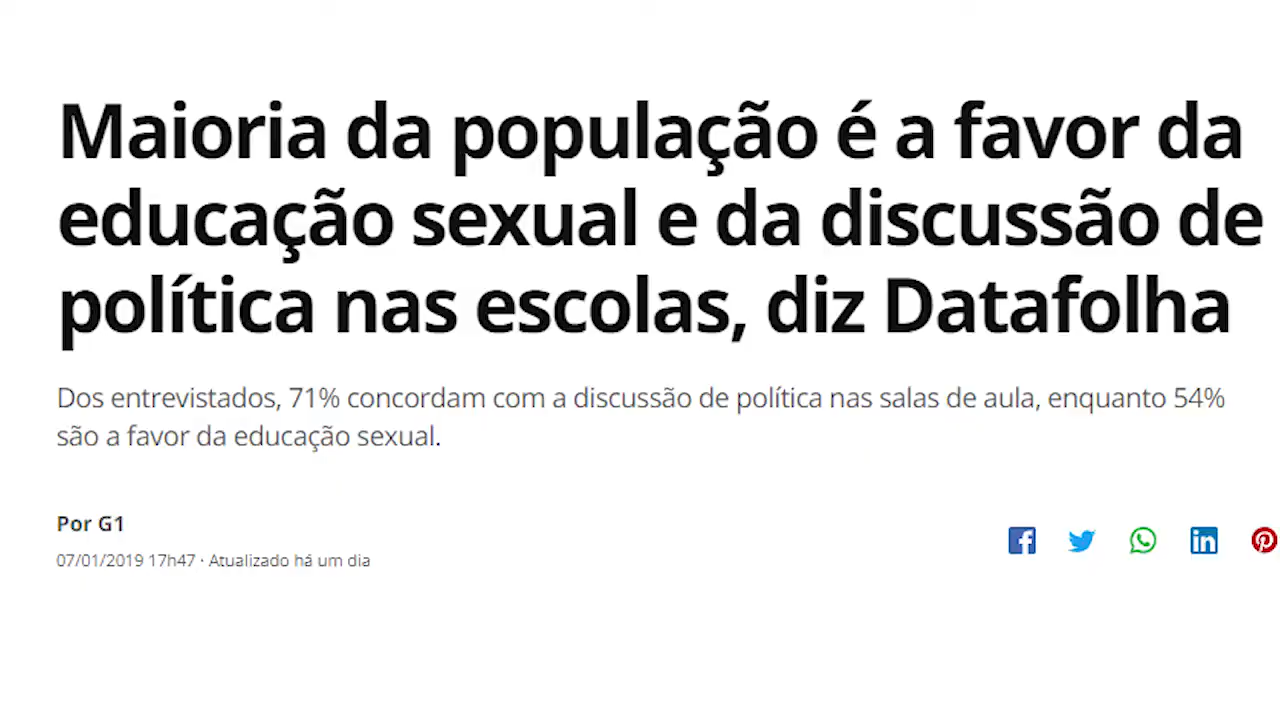 Maioria da população é a favor da
educação sexual e da discussão de
política nas escolas, diz Datafolha
Dos entrevistados, 71% concordam com a discussão de política nas salas de aula, enquanto 54%
são a favor da educação sexual.
Por G1
07/01/2019 17h47 · Atualizado há um dia